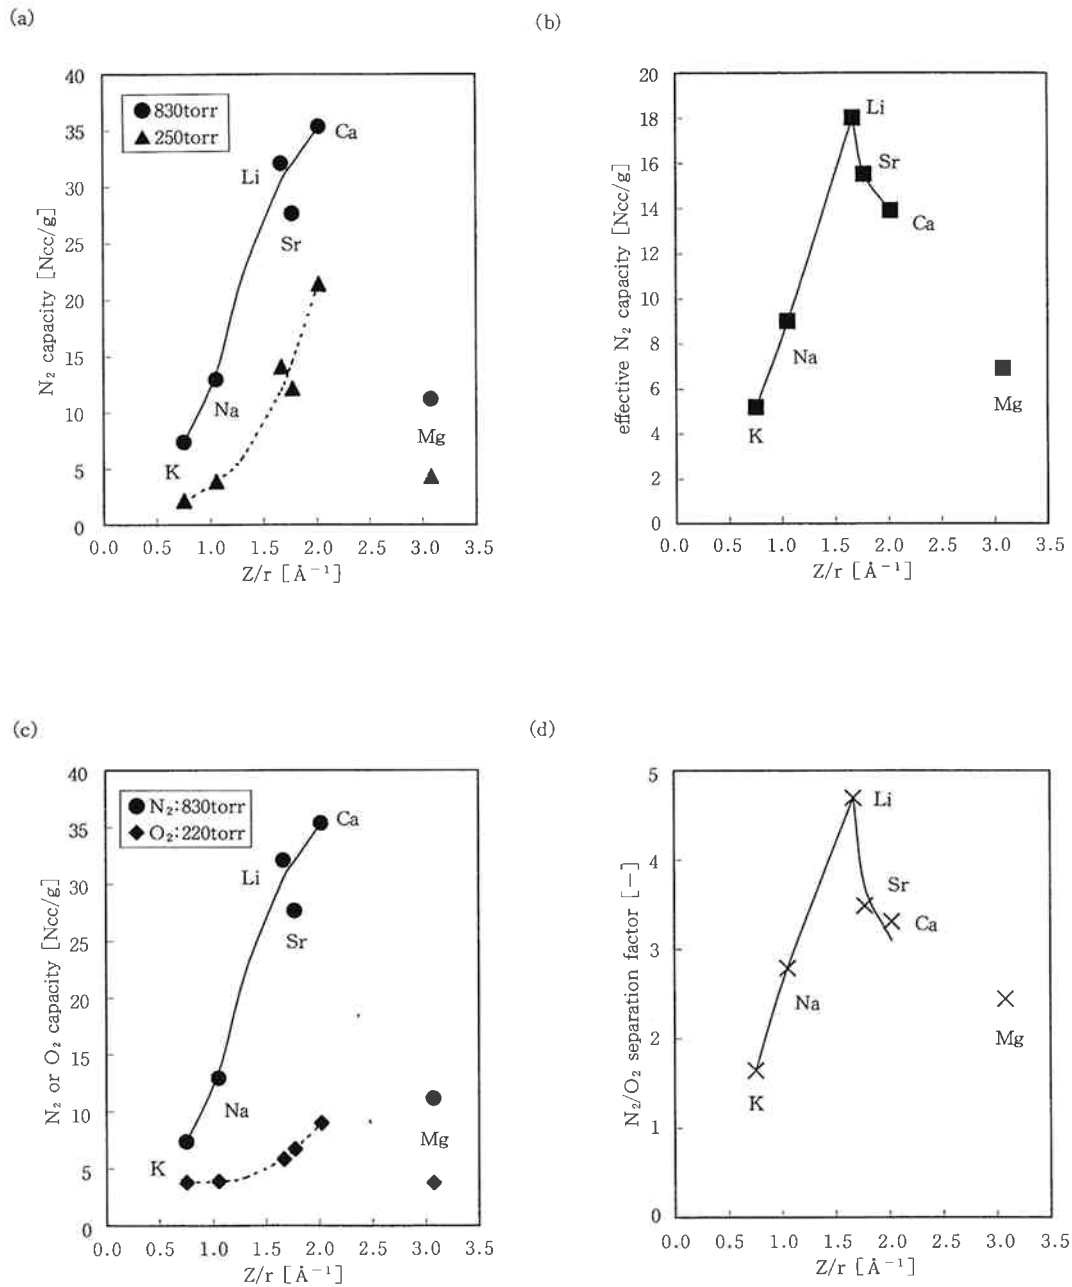 (a)
N₂ capacity [Ncc/g]
40
35
30
25
20
15
10
5
0
●830torr
▲250torr
Ca
Li
Sr
Na
K
Mg
0.0 0.5 1.0 1.5 2.0 2.5 3.0 3.5
Z/r [Å⁻¹}
(b)
effective N₂ capacity [Ncc/g]
20
18
16
14
12
10
8
6
4
2
0
Li
Sr
Ca
Na
K
Mg
0.0 0.5 1.0 1.5 2.0 2.5 3.0 3.5
Z/r [Å⁻¹]
(c)
N₂ or O₂ capacity [Ncc/g]
40
35
30
25
20
15
10
5
0
●N₂:830torr
◆O₂:220torr
Ca
Li
Sr
Na
K
Mg
0.0 0.5 1.0 1.5 2.0 2.5 3.0 3.5
Z/r [Å⁻¹]
(d)
N₂/O₂ separation factor [－]
5
4
3
2
1
0
Li
Sr
Ca
Na
K
Mg
0.0 0.5 1.0 1.5 2.0 2.5 3.0 3.5
Z/r [Å⁻¹]